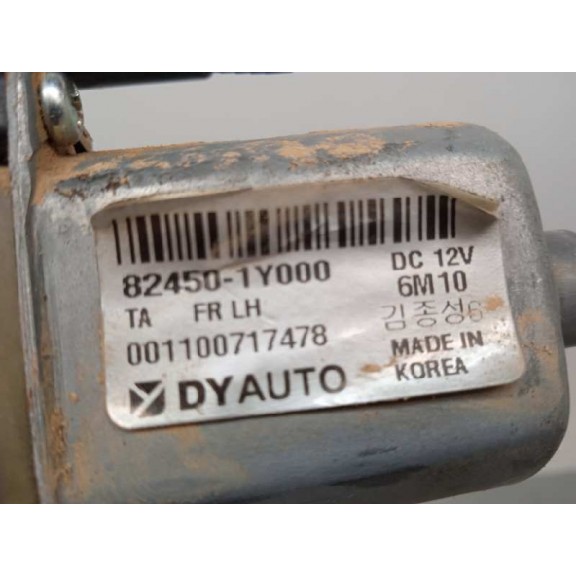 82450-1Y000 DC 12V
6M10
TA FR LH 김종성6
001100717478 MADE IN
KOREA
DYAUTO